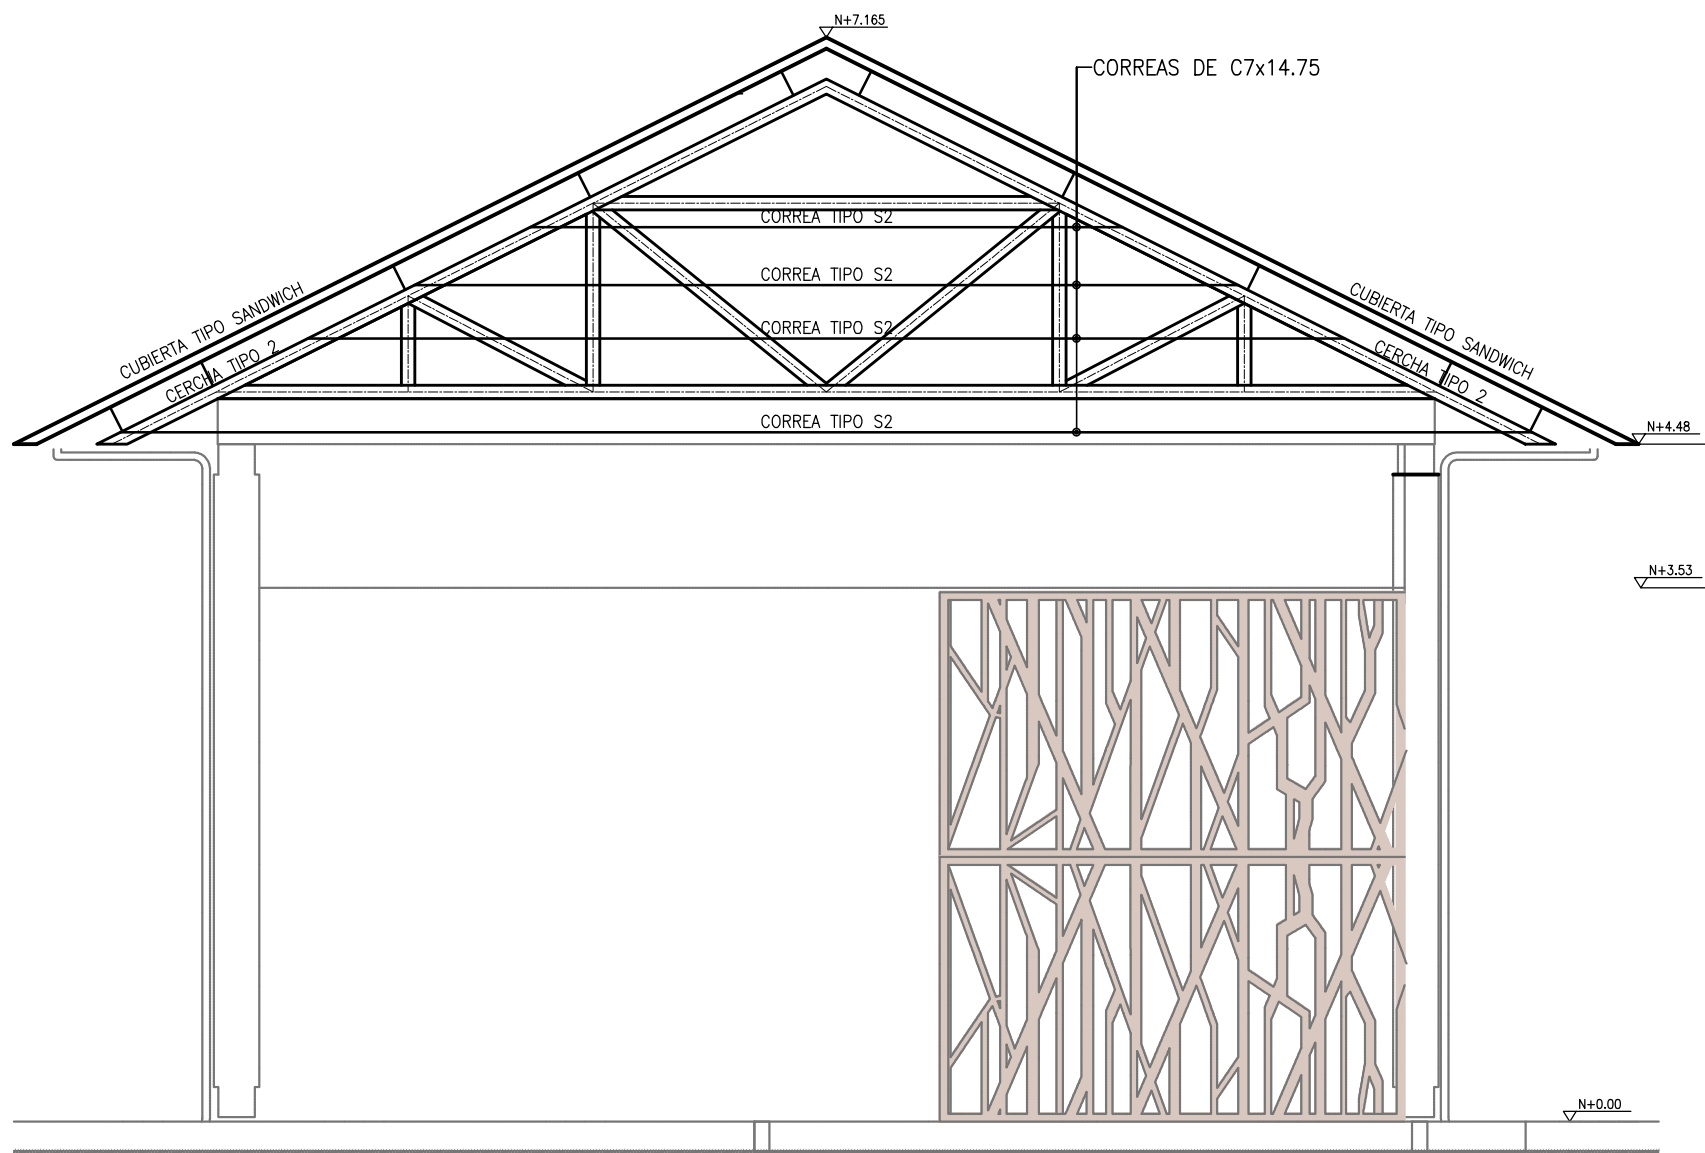 N+7.165
CORREAS DE C7x14.75
CORREA TIPO S2
CORREA TIPO S2
CUBIERTA TIPO SANDWICH
CUBIERTA TIPO SANDWICH
CORREA TIPO S2
CERCHA TIPO 2
CERCHA TIPO 2
CORREA TIPO S2
N+4.48
N+3.53
N+0.00